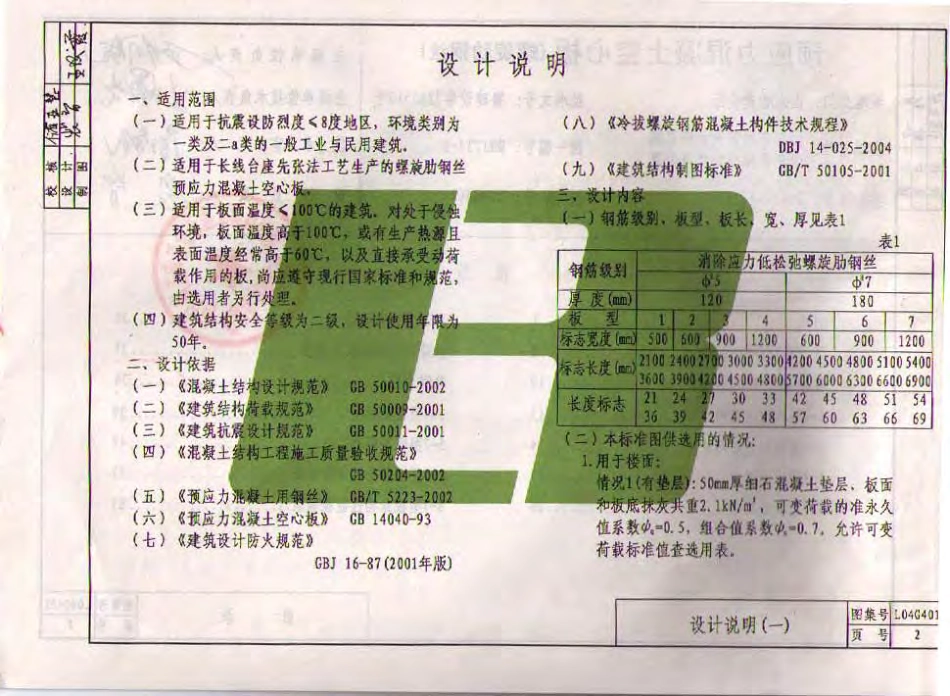 设计说明
一、适用范围
(一)适用于抗震设防烈度≤8度地区，环境类别为
一类及二a类的一般工业与民用建筑.
(二)适用于长线台座先张法工艺生产的螺旋肋钢丝
预应力混凝土空心板.
(三)适用于板面温度≤100℃的建筑. 对处于侵蚀
环境，板面温度高于100℃，或有生产热源且
表面温度经常高于60℃，以及直接承受动荷
载作用的板,尚应遵守现行国家标准和规范，
由选用者另行处理.
(四)建筑结构安全等级为二级，设计使用年限为
50年.
二、设计依据
(一)《混凝土结构设计规范》 GB 50010-2002
(二)《建筑结构荷载规范》 GB 50009-2001
(三)《建筑抗震设计规范》 GB 50011-2001
(四)《混凝土结构工程施工质量验收规范》
GB 50204-2002
(五)《预应力混凝土用钢丝》 GB/T 5223-2002
(六)《预应力混凝土空心板》 GB 14040-93
(七)《建筑设计防火规范》
GBJ 16-87(2001年版)
(八)《冷拔螺旋钢筋混凝土构件技术规程》
DBJ 14-025-2004
(九)《建筑结构制图标准》 GB/T 50105-2001
三、设计内容
(一)钢筋级别、板型、板长、宽、厚见表1
表1
钢筋级别 消除应力低松弛螺旋肋钢丝
5 7
厚 度(mm) 120 180
板 型 1 2 3 4 5 6 7
标志宽度(mm) 500 600 900 1200 600 900 1200
标志长度(mm) 2100 2400 2700 3000 3300 4200 4500 4800 5100 5400
3600 3900 4200 4500 4800 5700 6000 6300 6600 6900
长度标志 21 24 27 30 33 42 45 48 51 54
36 39 42 45 48 57 60 63 66 69
(二)本标准图供选用的情况:
1.用于楼面:
情况1(有垫层):50mm厚细石混凝土垫层、板面
和板底抹灰共重2.1kN/m²，可变荷载的准永久
值系数=0.5，组合值系数=0.7，允许可变
荷载标准值查选用表.
校 核
设 计
制 图
设计说明(一)
图集号 L04G401
页 号 2